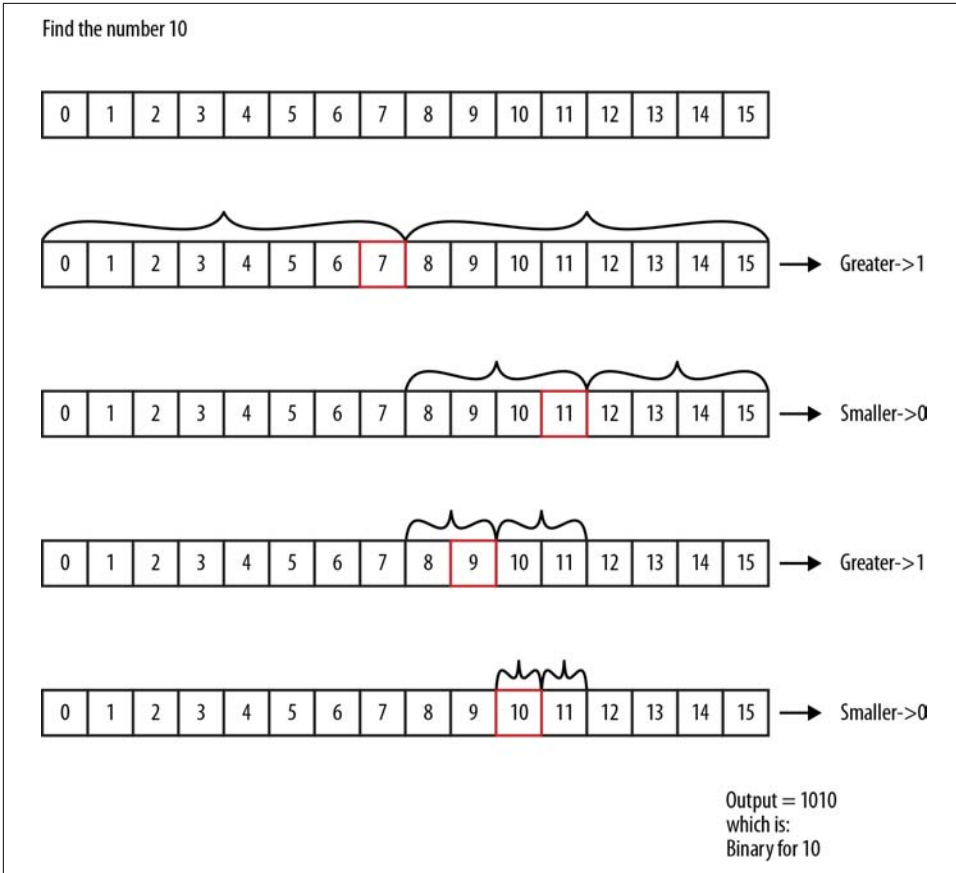 Find the number 10
0 1 2 3 4 5 6 7 8 9 10 11 12 13 14 15
0 1 2 3 4 5 6 7 8 9 10 11 12 13 14 15 Greater->1
0 1 2 3 4 5 6 7 8 9 10 11 12 13 14 15 Smaller->0
0 1 2 3 4 5 6 7 8 9 10 11 12 13 14 15 Greater->1
0 1 2 3 4 5 6 7 8 9 10 11 12 13 14 15 Smaller->0
Output = 1010
which is:
Binary for 10